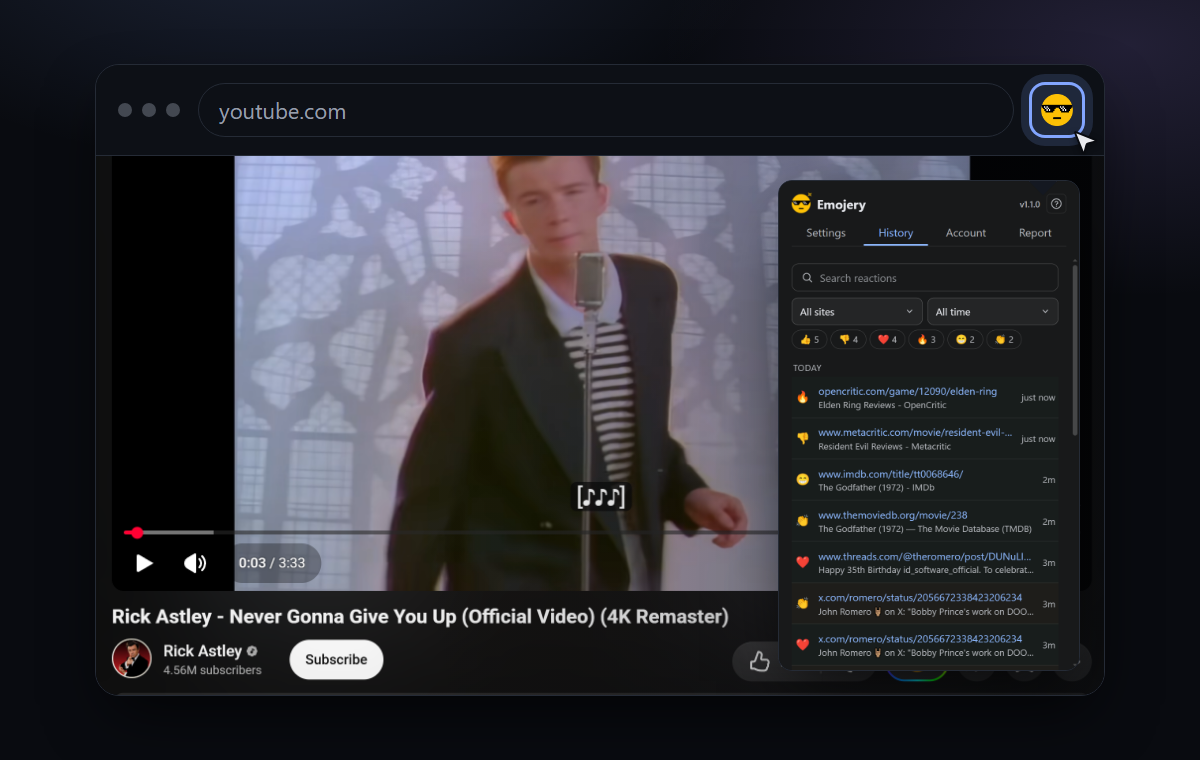 youtube.com
Emojery
v1.1.0
Settings History Account Report
Search reactions
All sites All time
👍 5 👎 4 ❤️ 4 🔥 3 😁 2 👏 2
TODAY
🔥 opencritic.com/game/12090/elden-ring
Elden Ring Reviews - OpenCritic
just now
👎 www.metacritic.com/movie/resident-evil-...
Resident Evil Reviews - Metacritic
just now
😁 www.imdb.com/title/tt0068646/
The Godfather (1972) - IMDb
2m
👏 www.themoviedb.org/movie/238
The Godfather (1972) — The Movie Database (TMDB)
2m
❤️ www.threads.com/@theromero/post/DUNuLI...
Happy 35th Birthday id_software_official. To celebrat...
3m
👏 x.com/romero/status/2056672338423206234
John Romero 🤘 on X: "Bobby Prince's work on DOO...
3m
❤️ x.com/romero/status/2056672338423206234
John Romero 🤘 on X: "Bobby Prince's work on DOO...
3m
[♪♪♪]
0:03 / 3:33
Rick Astley - Never Gonna Give You Up (Official Video) (4K Remaster)
Rick Astley
4.56M subscribers
Subscribe